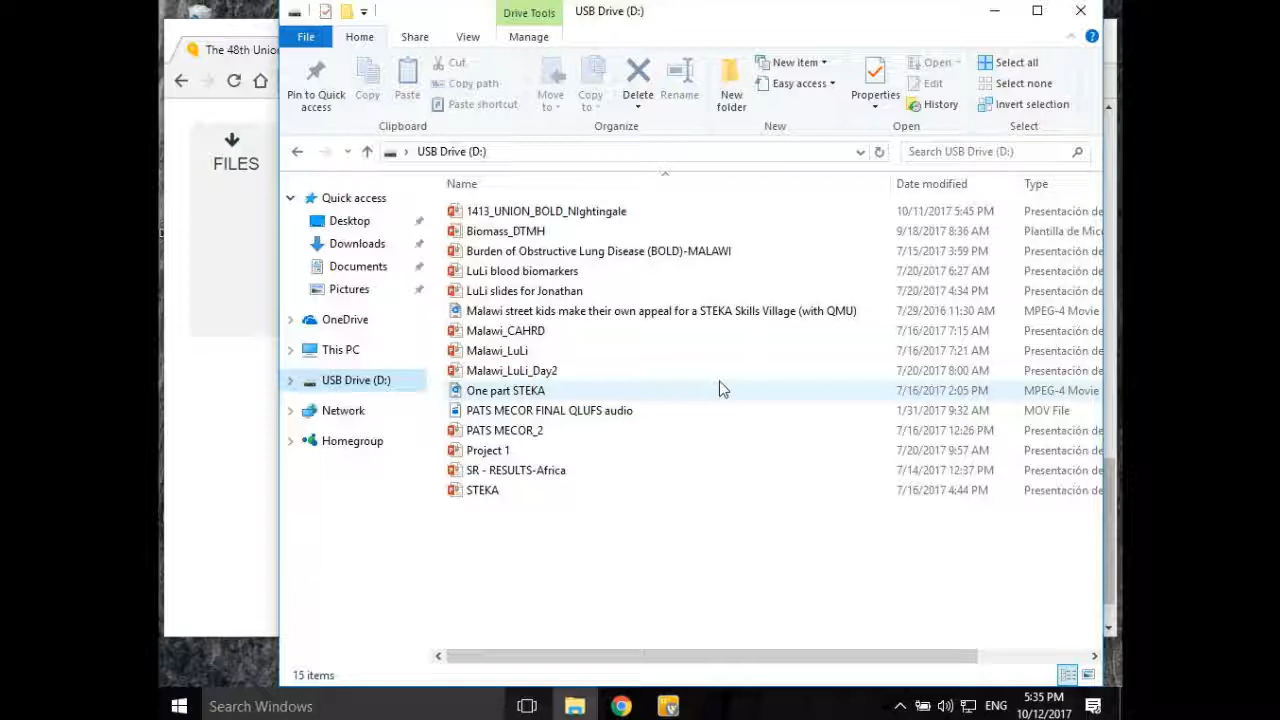 Drive Tools
USB Drive (D:)
The 48th Union
File
Home
Share
View
Manage
Pin to Quick access
Copy
Paste
Cut
Copy path
Paste shortcut
Move to
Copy to
Delete
Rename
New folder
New item
Easy access
Properties
Open
Edit
History
Select all
Select none
Invert selection
Clipboard
Organize
New
Open
Select
USB Drive (D:)
Search USB Drive (D:)
FILES
Quick access
Desktop
Downloads
Documents
Pictures
OneDrive
This PC
USB Drive (D:)
Network
Homegroup
Name Date modified Type
1413_UNION_BOLD_NIghtingale 10/11/2017 5:45 PM Presentación de
Biomass_DTMH 9/18/2017 8:36 AM Plantilla de Mic
Burden of Obstructive Lung Disease (BOLD)-MALAWI 7/15/2017 3:59 PM Presentación de
LuLi blood biomarkers 7/20/2017 6:27 AM Presentación de
LuLi slides for Jonathan 7/20/2017 4:34 PM Presentación de
Malawi street kids make their own appeal for a STEKA Skills Village (with QMU) 7/29/2016 11:30 AM MPEG-4 Movie
Malawi_CAHRD 7/16/2017 7:15 AM Presentación de
Malawi_LuLi 7/16/2017 7:21 AM Presentación de
Malawi_LuLi_Day2 7/20/2017 8:00 AM Presentación de
One part STEKA 7/16/2017 2:05 PM MPEG-4 Movie
PATS MECOR FINAL QLUFS audio 1/31/2017 9:32 AM MOV File
PATS MECOR_2 7/16/2017 12:26 PM Presentación de
Project 1 7/20/2017 9:57 AM Presentación de
SR - RESULTS-Africa 7/14/2017 12:37 PM Presentación de
STEKA 7/16/2017 4:44 PM Presentación de
15 items
Search Windows
ENG
5:35 PM
10/12/2017